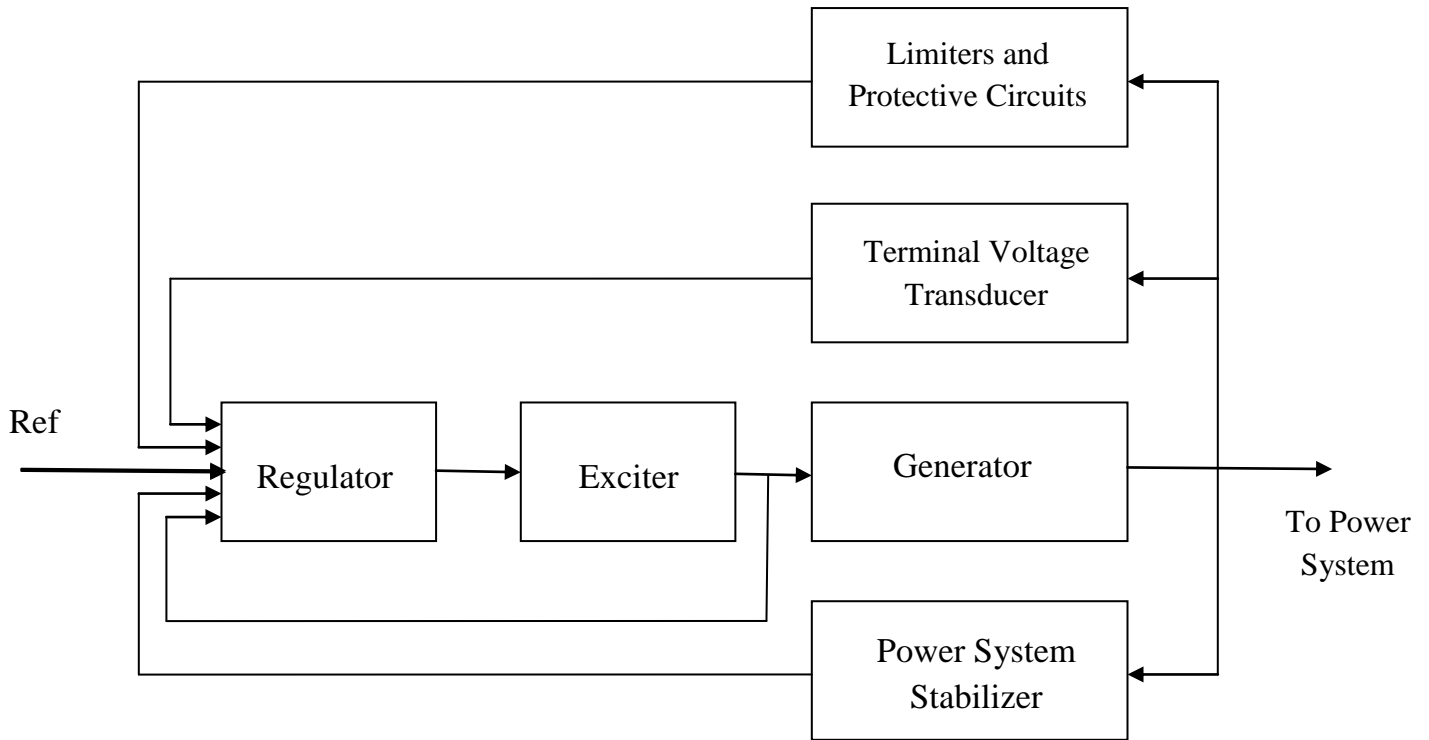 Limiters and
Protective Circuits
Terminal Voltage
Transducer
Ref
Regulator
Exciter
Generator
To Power
System
Power System
Stabilizer